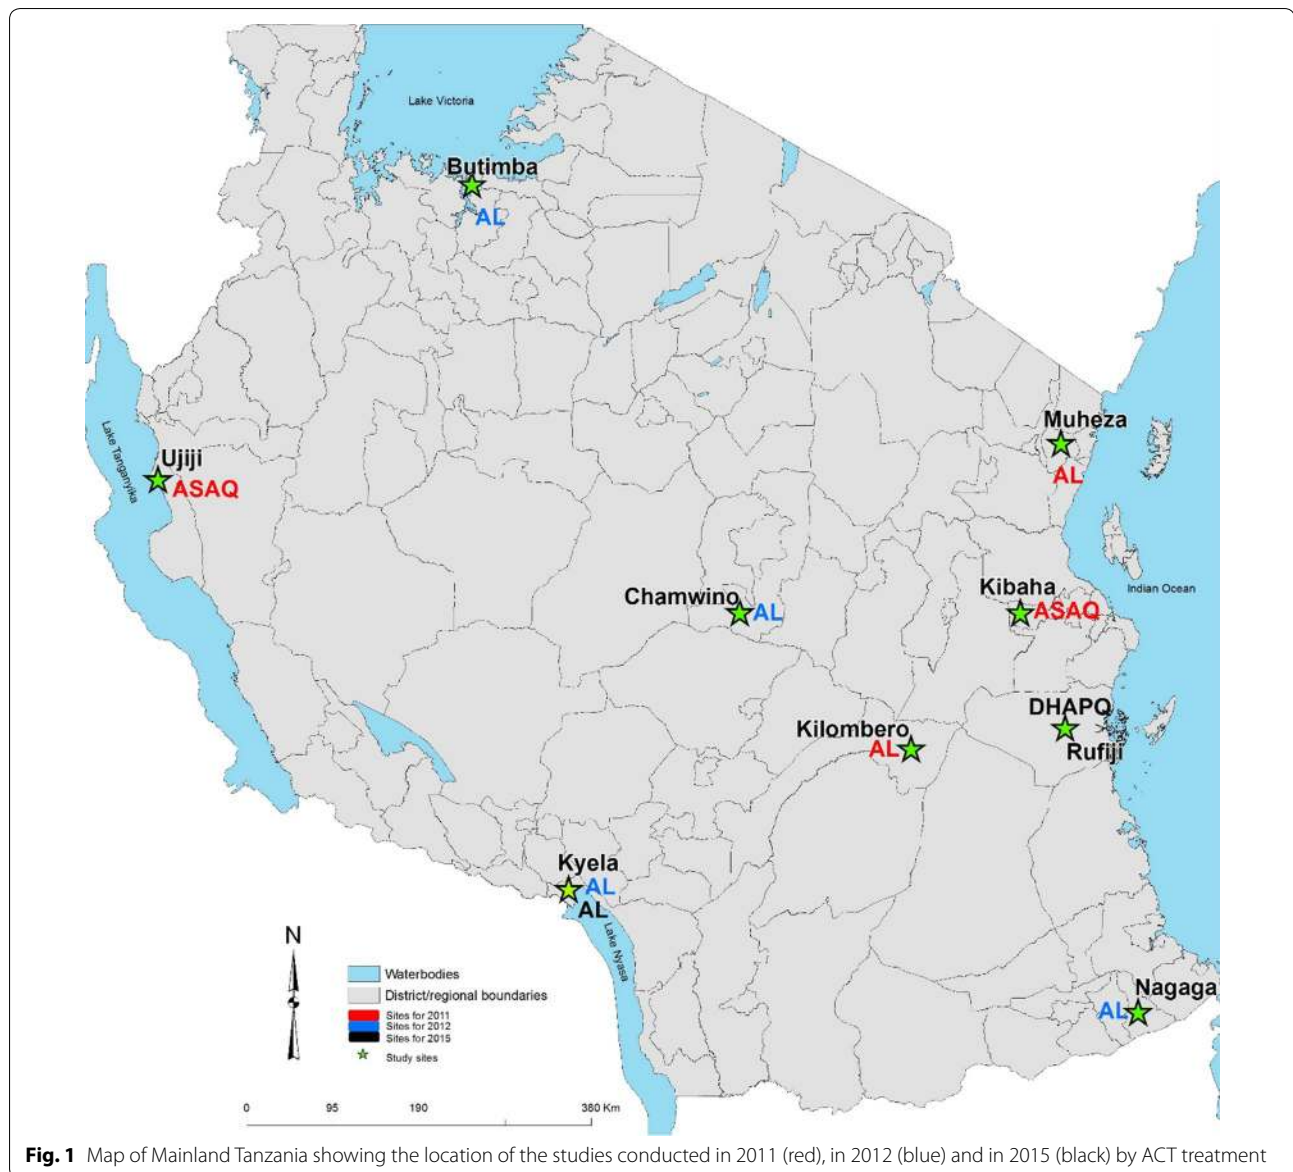 Lake Victoria
Butimba
AL
Muheza
AL
Lake Tanganyika
Ujiji
ASAQ
Chamwino
AL
Kibaha
ASAQ
Indian Ocean
Kilombero
AL
DHAPQ
Rufiji
Kyela
AL
AL
Lake Nyasa
Nagaga
AL
N
Waterbodies
District/regional boundaries
Sites for 2011
Sites for 2012
Sites for 2015
Study sites
0 95 190 380 Km
Fig. 1 Map of Mainland Tanzania showing the location of the studies conducted in 2011 (red), in 2012 (blue) and in 2015 (black) by ACT treatment